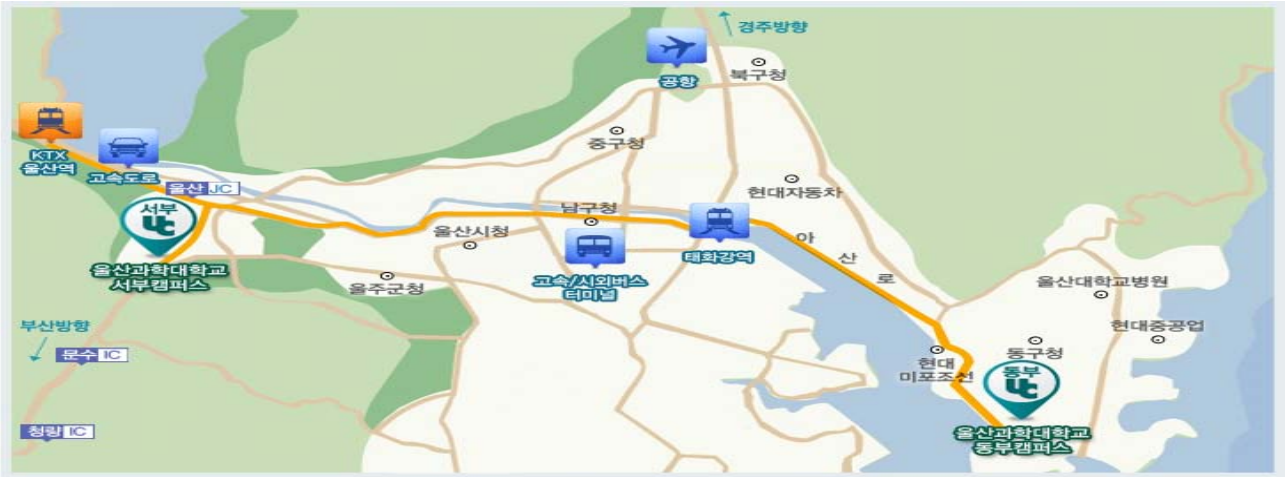 경주방향
공항
북구청
중구청
KTX
울산역
고속도로
울산 JC
현대자동차
서부
UC
남구청
울산시청
태화강역
아
산
로
울산과학대학교
서부캠퍼스
고속/시외버스
터미널
울주군청
울산대학교병원
부산방향
문수 IC
현대중공업
동구청
현대
미포조선
동부
UC
청량 IC
울산과학대학교
동부캠퍼스